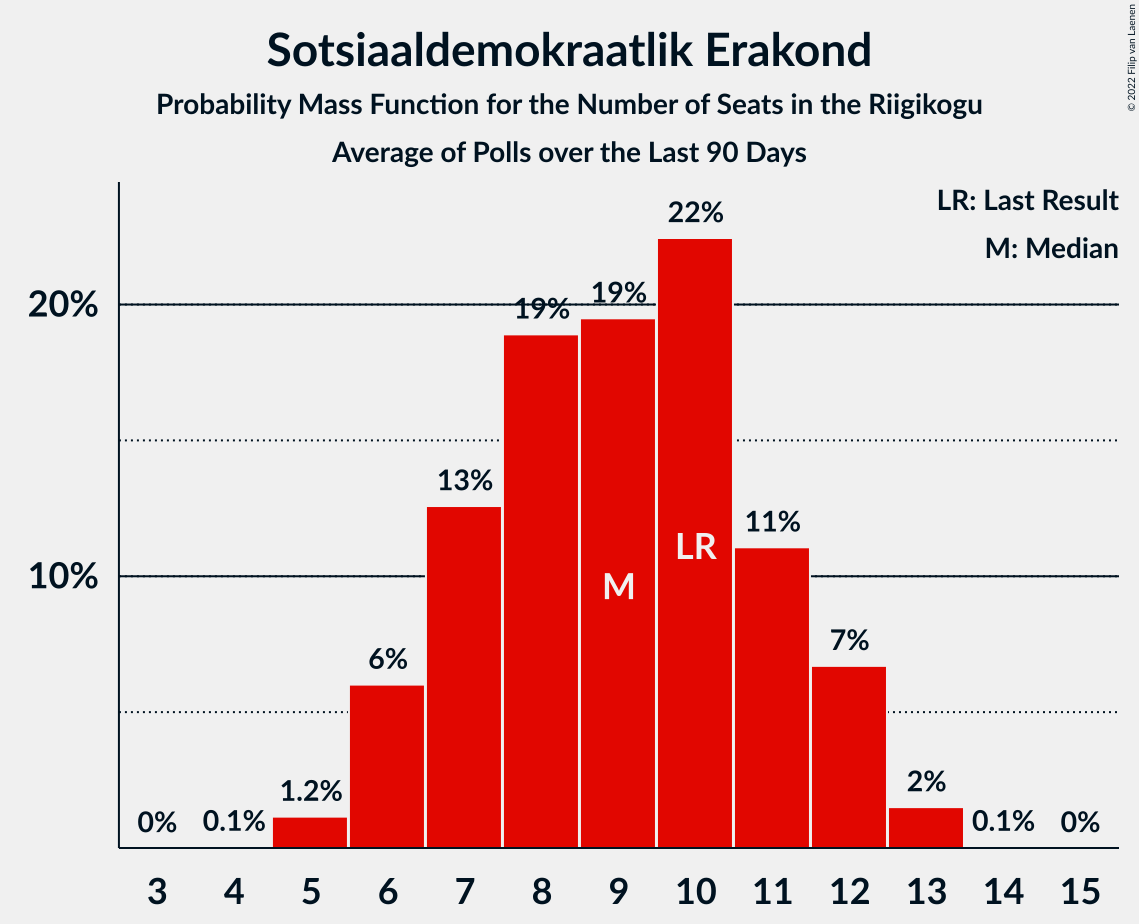 Sotsiaaldemokraatlik Erakond
Probability Mass Function for the Number of Seats in the Riigikogu
Average of Polls over the Last 90 Days
© 2022 Filip van Laenen
LR: Last Result
M: Median
20%
10%
0%
0.1%
1.2%
6%
13%
19%
19%
22%
11%
7%
2%
0.1%
0%
M
LR
3 4 5 6 7 8 9 10 11 12 13 14 15